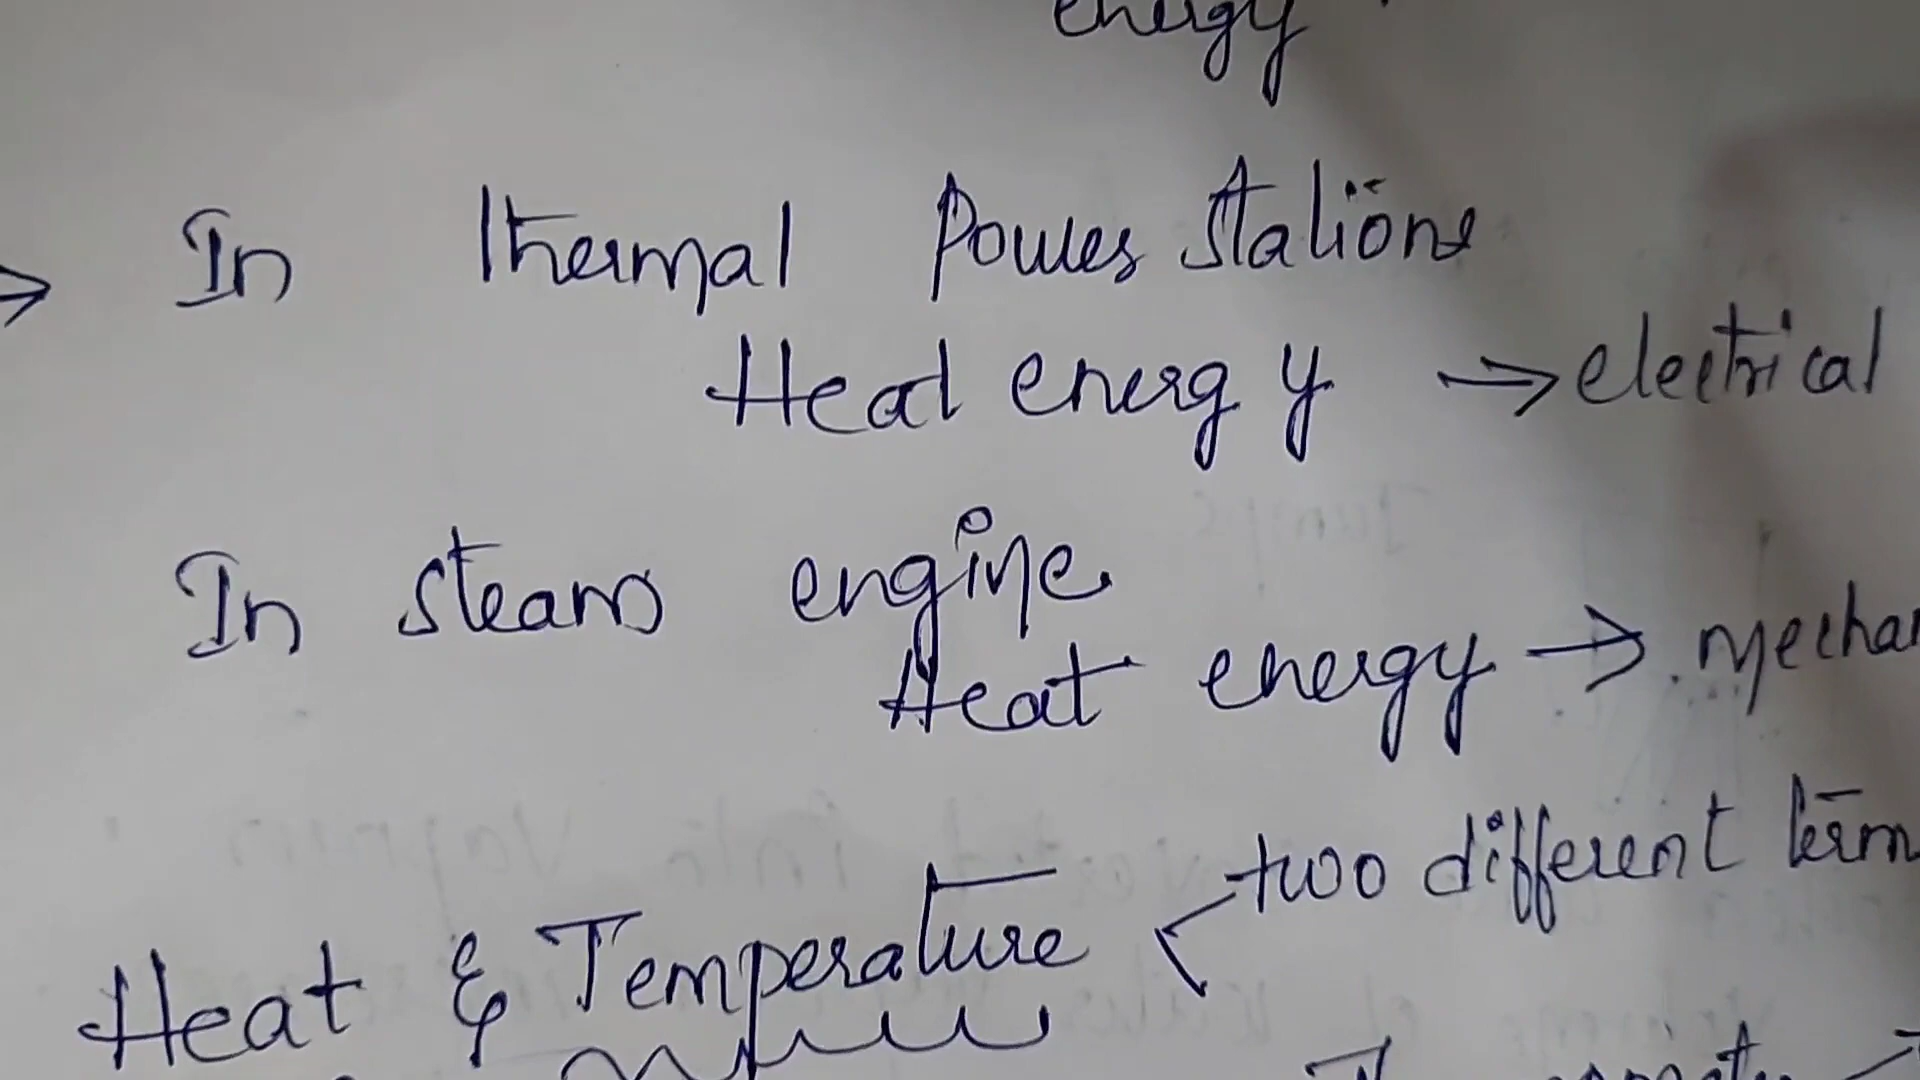 energy
→ In Thermal Power Stations
Heat energy → electrical
In steam engine
Heat energy → mechan
Heat & Temperature < two different term